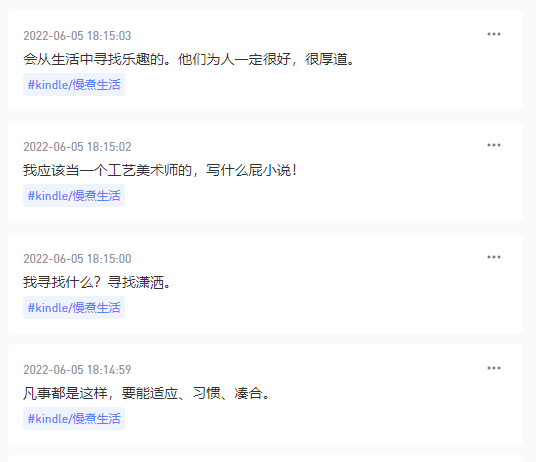 2022-06-05 18:15:03
会从生活中寻找乐趣的。他们为人一定很好，很厚道。
#kindle/慢煮生活
2022-06-05 18:15:02
我应该当一个工艺美术师的，写什么屁小说！
#kindle/慢煮生活
2022-06-05 18:15:00
我寻找什么？寻找潇洒。
#kindle/慢煮生活
2022-06-05 18:14:59
凡事都是这样，要能适应、习惯、凑合。
#kindle/慢煮生活